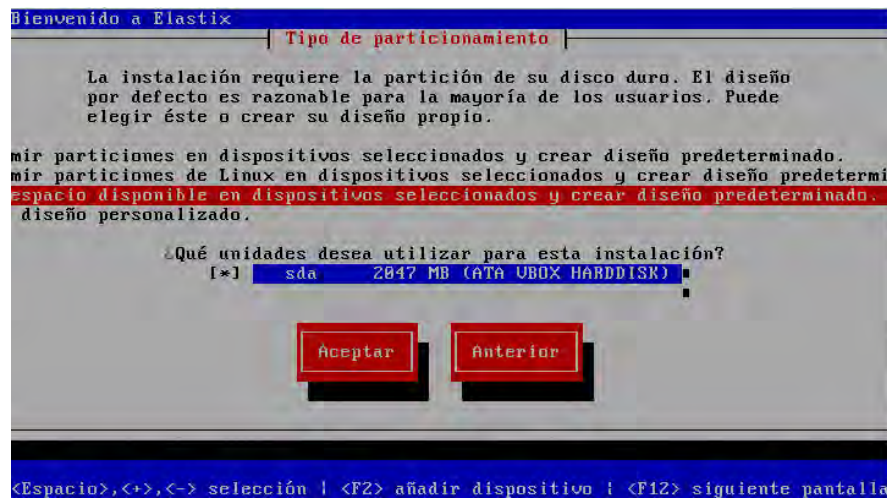 Bienvenido a Elastix
Tipo de particionamiento
La instalación requiere la partición de su disco duro. El diseño
por defecto es razonable para la mayoría de los usuarios. Puede
elegir éste o crear su diseño propio.
mir particiones en dispositivos seleccionados y crear diseño predeterminado.
mir particiones de Linux en dispositivos seleccionados y crear diseño predetermi
espacio disponible en dispositivos seleccionados y crear diseño predeterminado.
diseño personalizado.
¿Qué unidades desea utilizar para esta instalación?
[*] sda 2047 MB (ATA VBOX HARDDISK)
Aceptar Anterior
<Espacio>,<+>,<-> selección | <F2> añadir dispositivo | <F12> siguiente pantalla